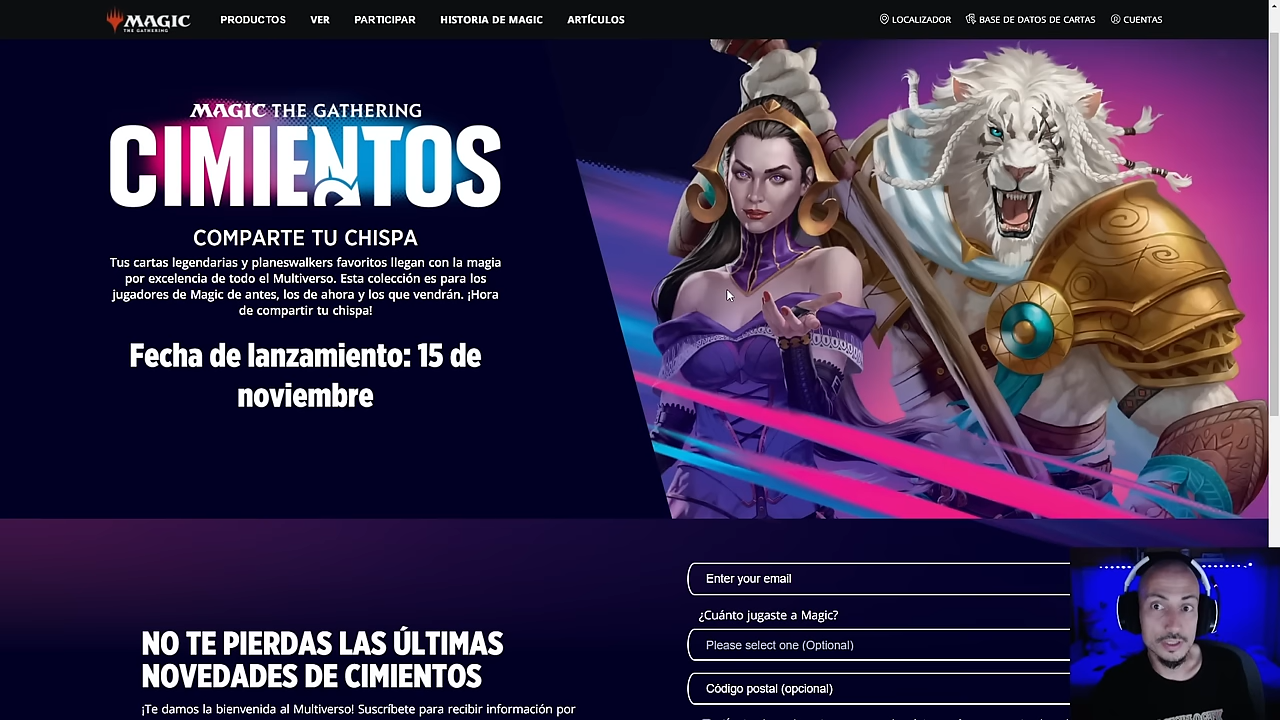 MAGIC
THE GATHERING
PRODUCTOS
VER
PARTICIPAR
HISTORIA DE MAGIC
ARTÍCULOS
LOCALIZADOR
BASE DE DATOS DE CARTAS
CUENTAS
MAGIC THE GATHERING
CIMIENTOS
COMPARTE TU CHISPA
Tus cartas legendarias y planeswalkers favoritos llegan con la magia
por excelencia de todo el Multiverso. Esta colección es para los
jugadores de Magic de antes, los de ahora y los que vendrán. ¡Hora
de compartir tu chispa!
Fecha de lanzamiento: 15 de
noviembre
NO TE PIERDAS LAS ÚLTIMAS
NOVEDADES DE CIMIENTOS
¡Te damos la bienvenida al Multiverso! Suscríbete para recibir información por
Enter your email
¿Cuánto jugaste a Magic?
Please select one (Optional)
Código postal (opcional)